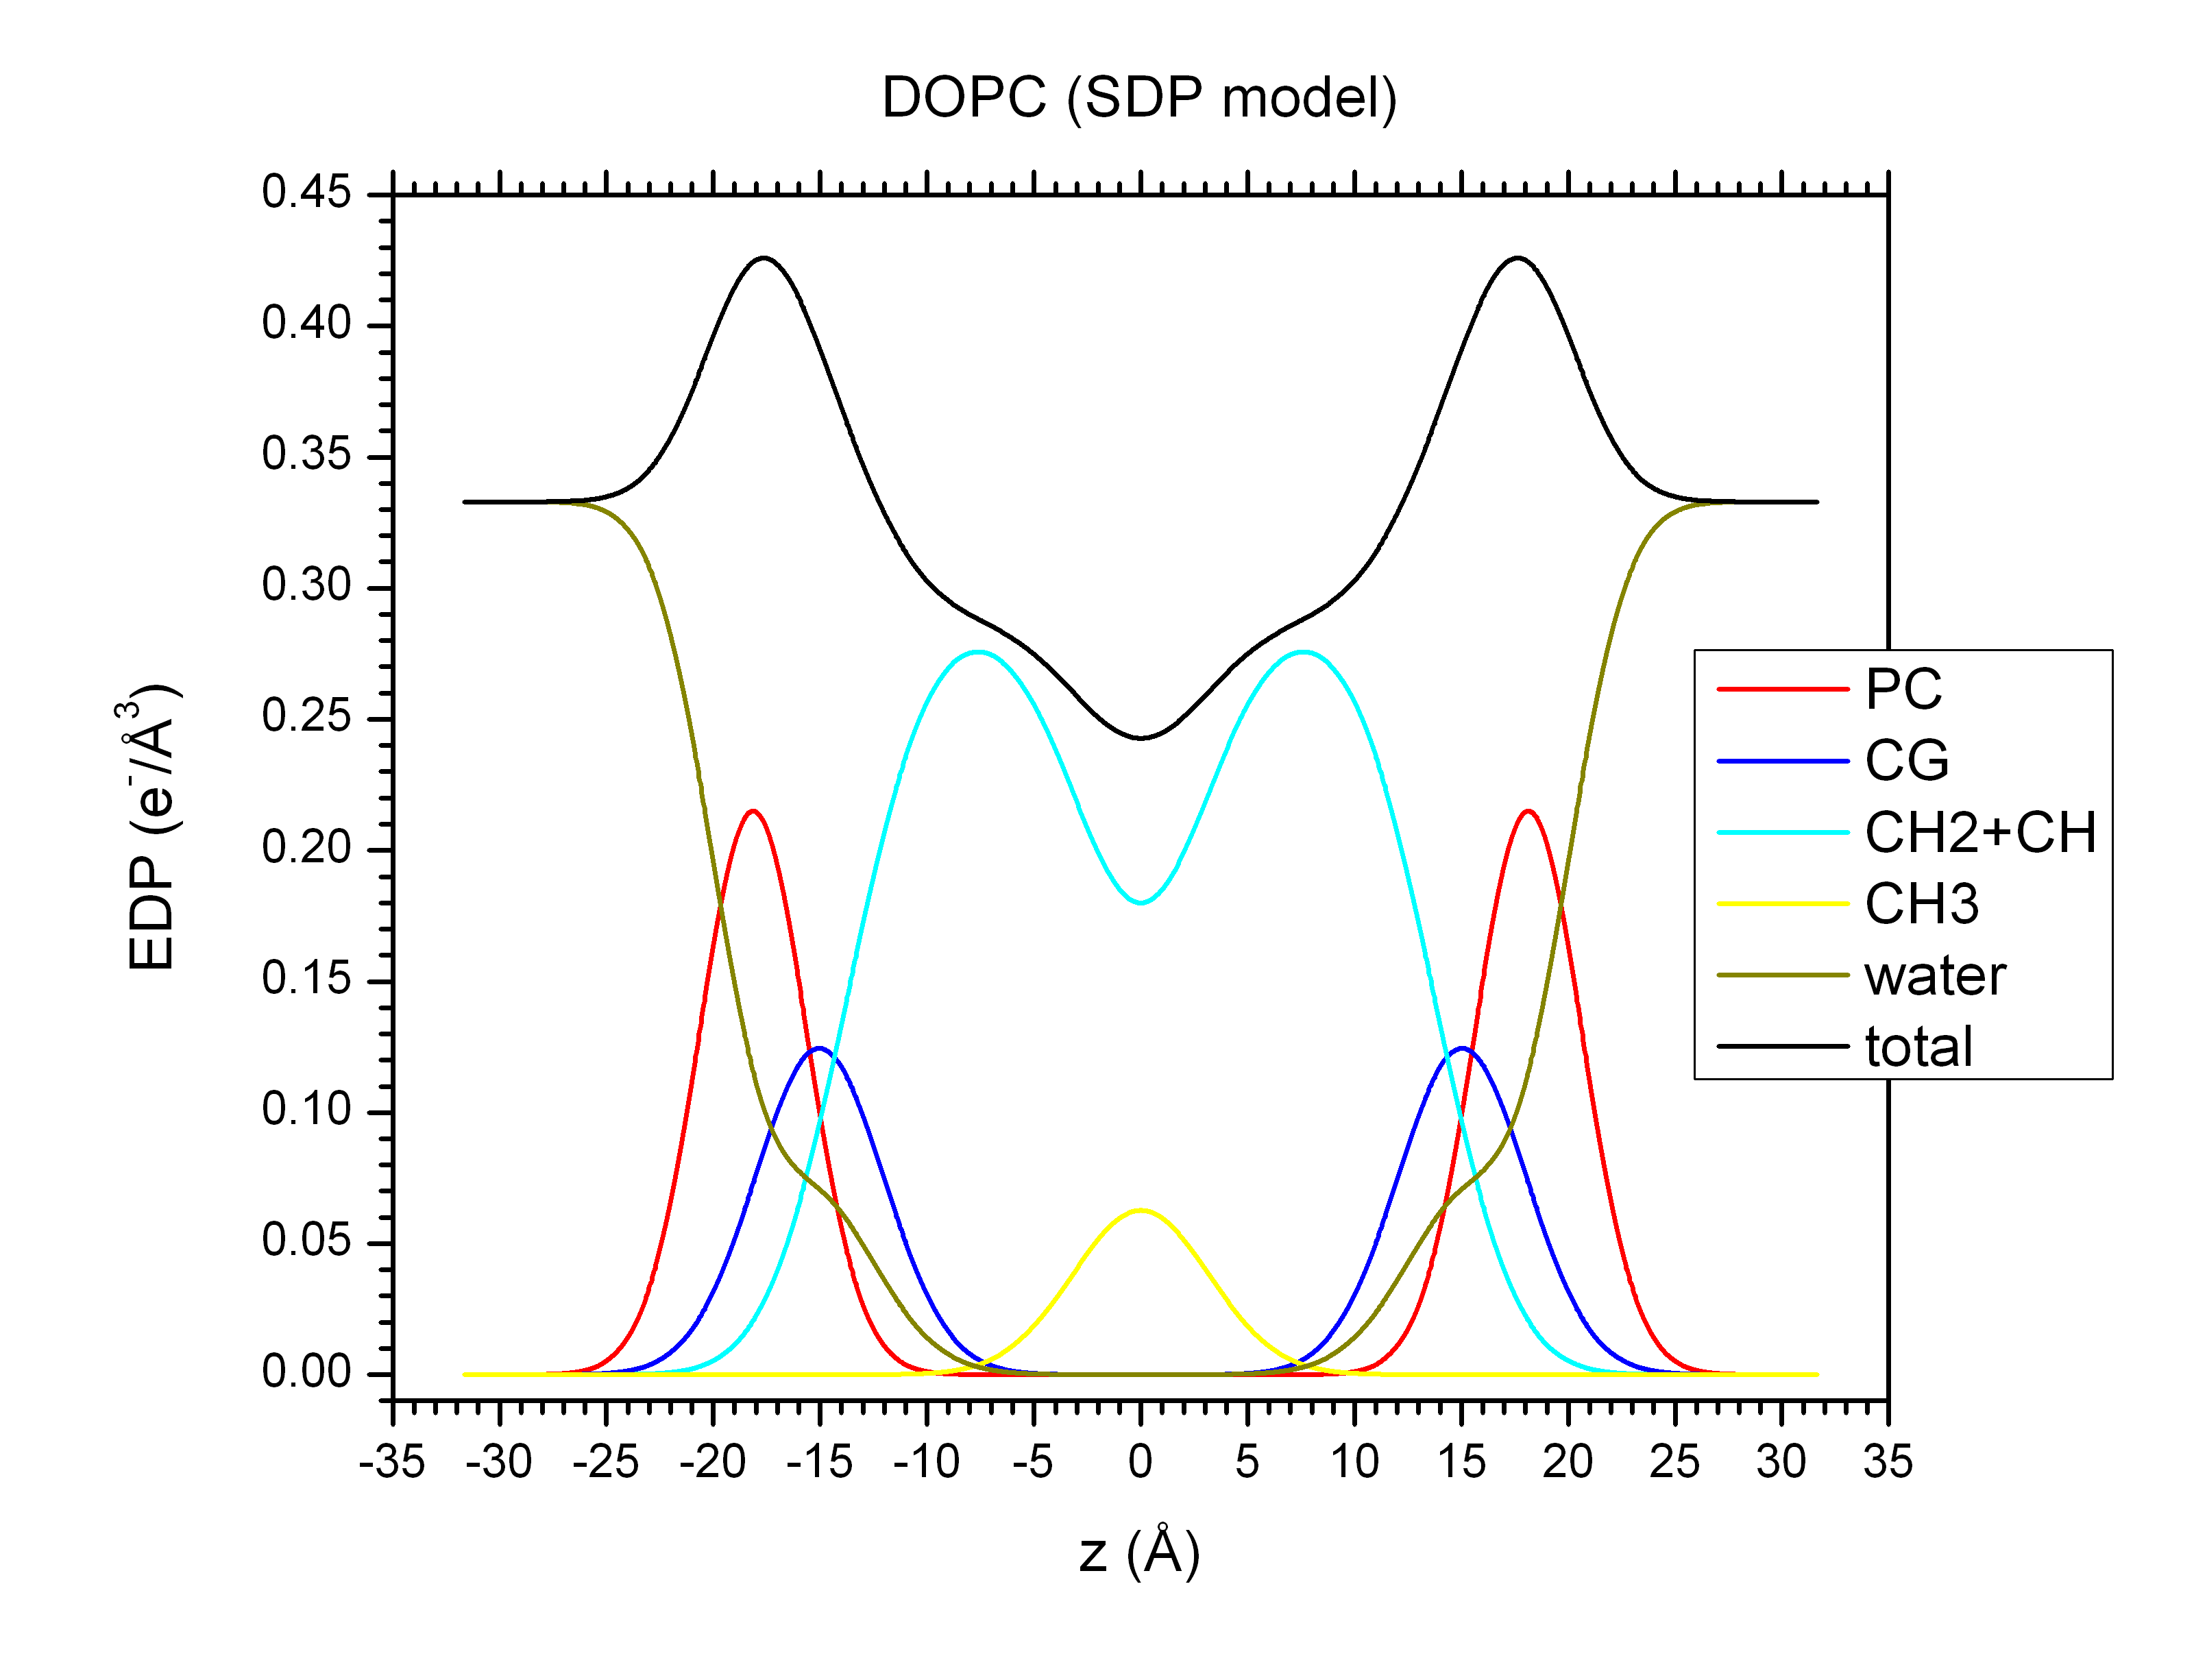 DOPC (SDP model)
0.45
0.40
0.35
0.30
0.25
0.20
0.15
0.10
0.05
0.00
EDP (e⁻/Å³)
PC
CG
CH2+CH
CH3
water
total
-35 -30 -25 -20 -15 -10 -5 0 5 10 15 20 25 30 35
z (Å)